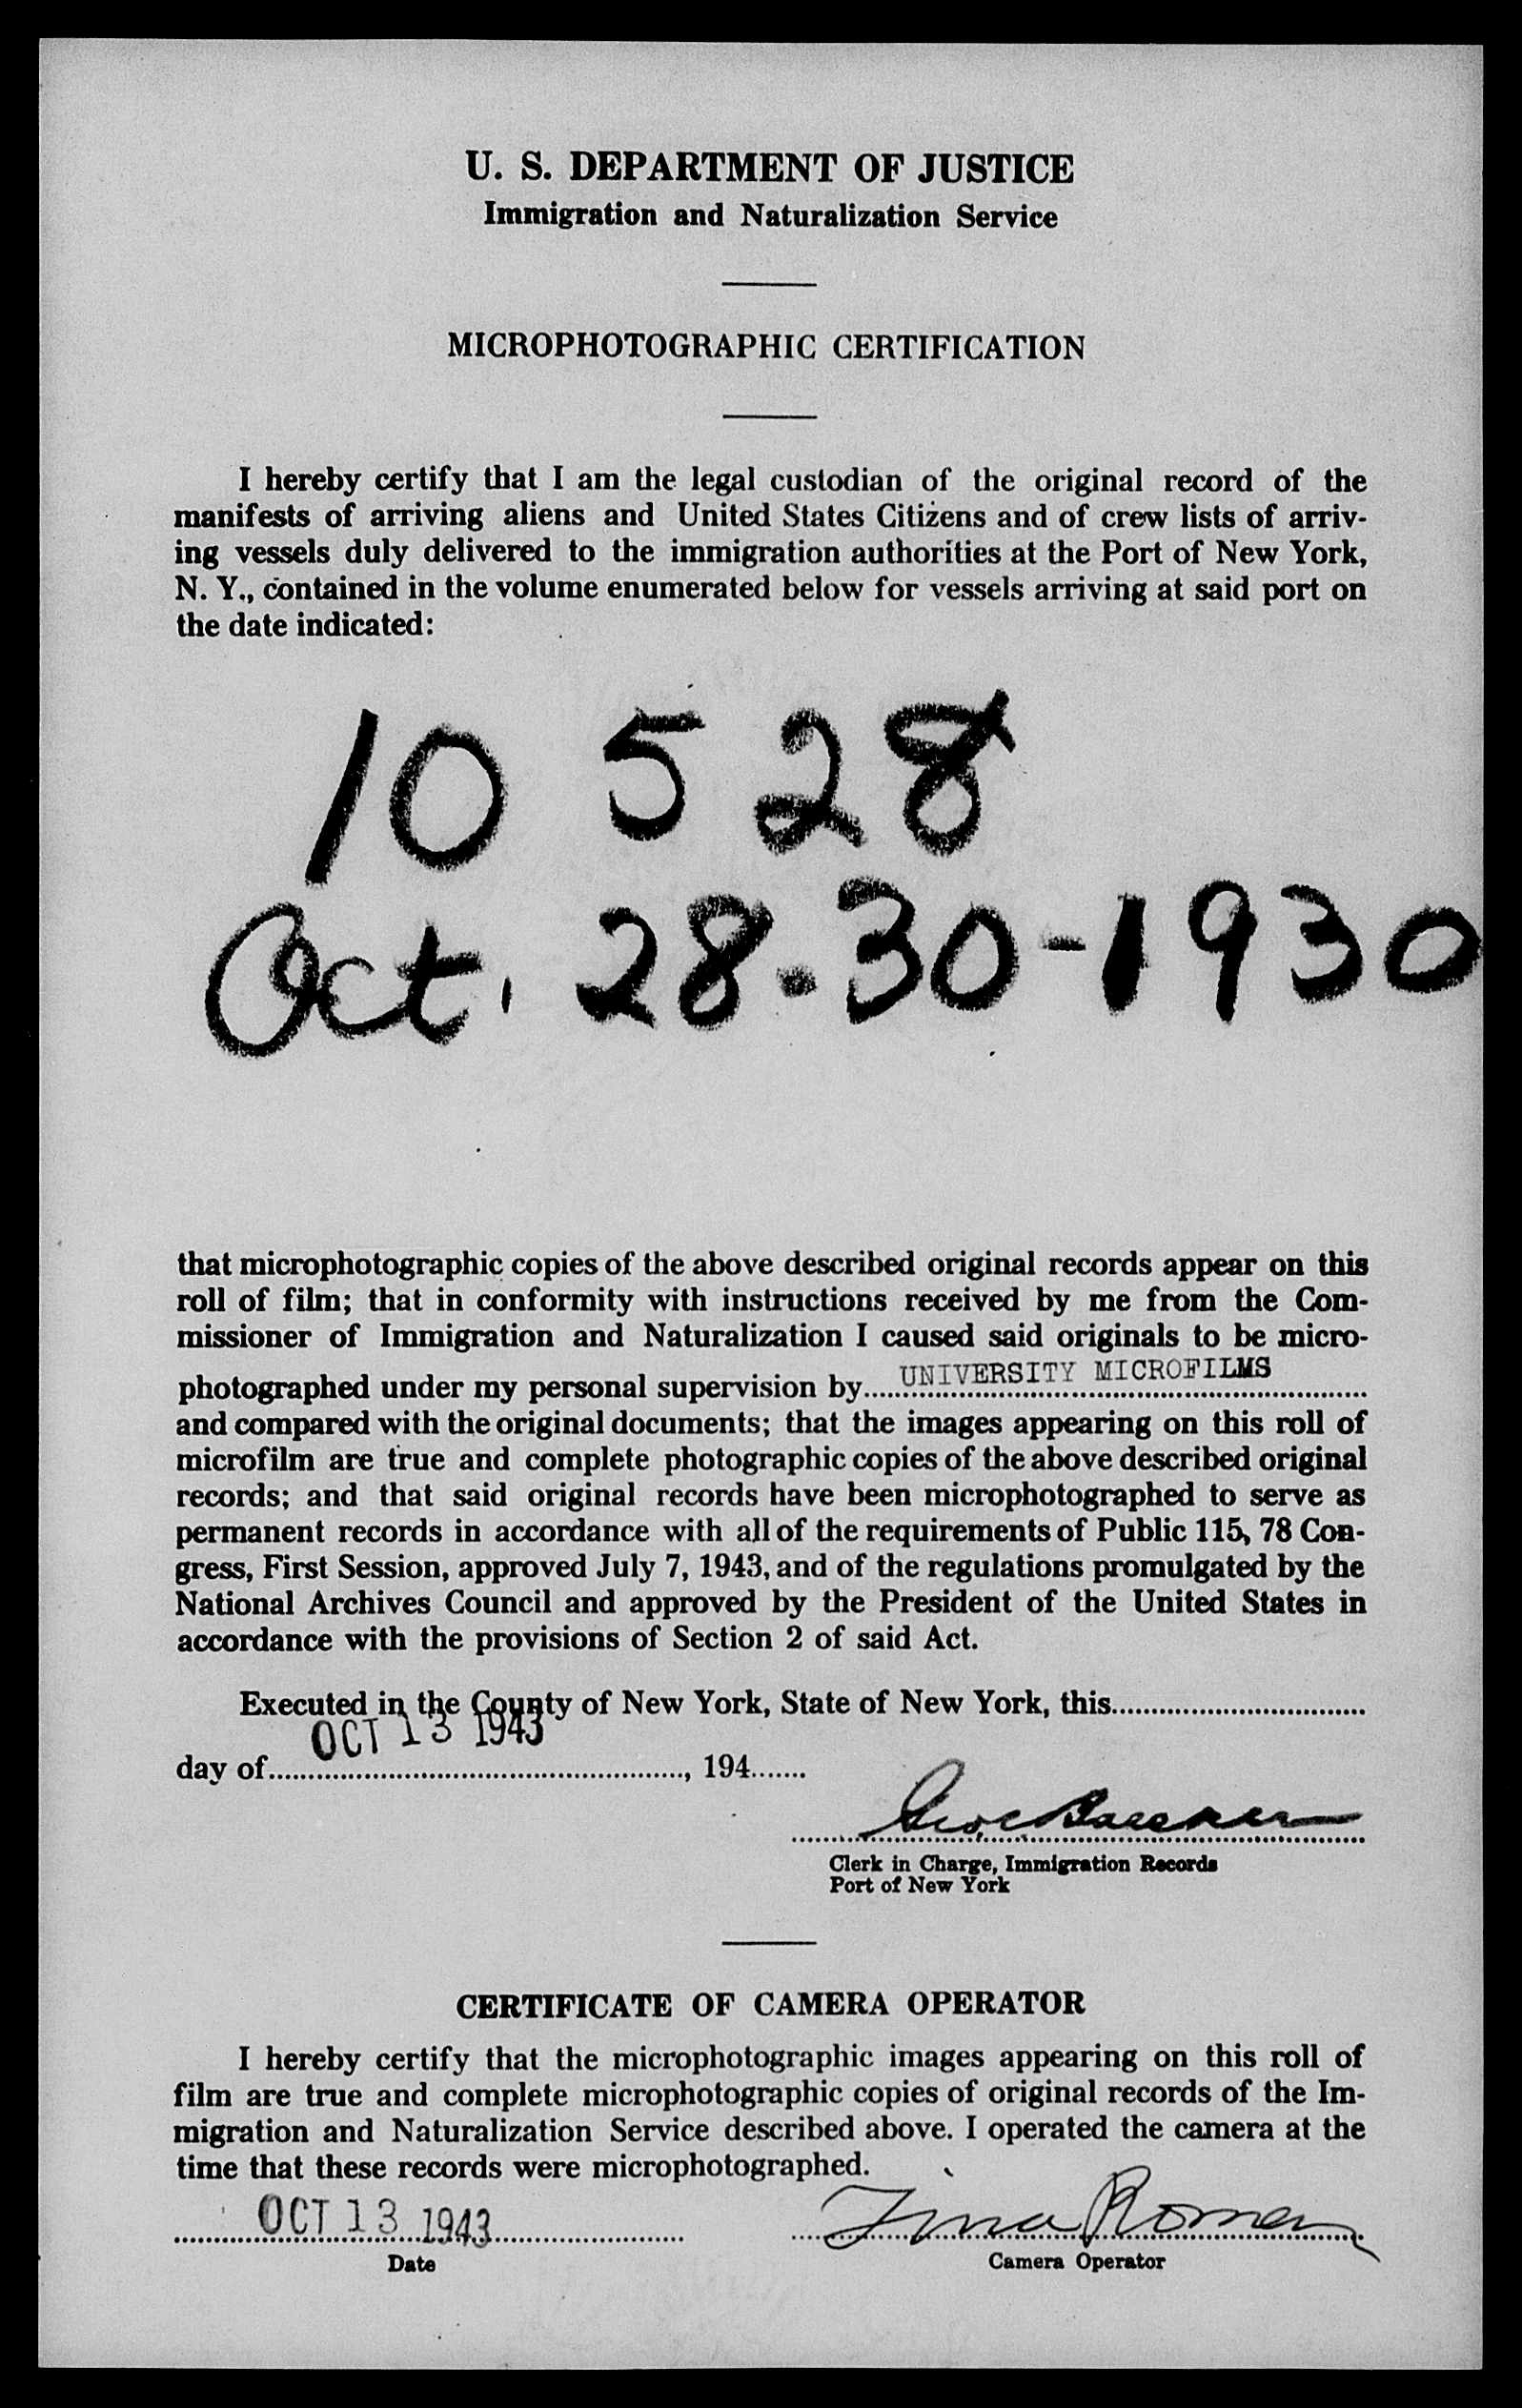 U. S. DEPARTMENT OF JUSTICE
Immigration and Naturalization Service
MICROPHOTOGRAPHIC CERTIFICATION
I hereby certify that I am the legal custodian of the original record of the
manifests of arriving aliens and United States Citizens and of crew lists of arriv-
ing vessels duly delivered to the immigration authorities at the Port of New York,
N. Y., contained in the volume enumerated below for vessels arriving at said port on
the date indicated:
10 528
Oct. 28.30-1930
that microphotographic copies of the above described original records appear on this
roll of film; that in conformity with instructions received by me from the Com-
missioner of Immigration and Naturalization I caused said originals to be micro-
photographed under my personal supervision by UNIVERSITY MICROFILMS
and compared with the original documents; that the images appearing on this roll of
microfilm are true and complete photographic copies of the above described original
records; and that said original records have been microphotographed to serve as
permanent records in accordance with all of the requirements of Public 115, 78 Con-
gress, First Session, approved July 7, 1943, and of the regulations promulgated by the
National Archives Council and approved by the President of the United States in
accordance with the provisions of Section 2 of said Act.
Executed in the County of New York, State of New York, this
OCT 13 1943
day of, 194
Clerk in Charge, Immigration Records
Port of New York
CERTIFICATE OF CAMERA OPERATOR
I hereby certify that the microphotographic images appearing on this roll of
film are true and complete microphotographic copies of original records of the Im-
migration and Naturalization Service described above. I operated the camera at the
time that these records were microphotographed.
OCT 13 1943 Tina
Date Camera Operator